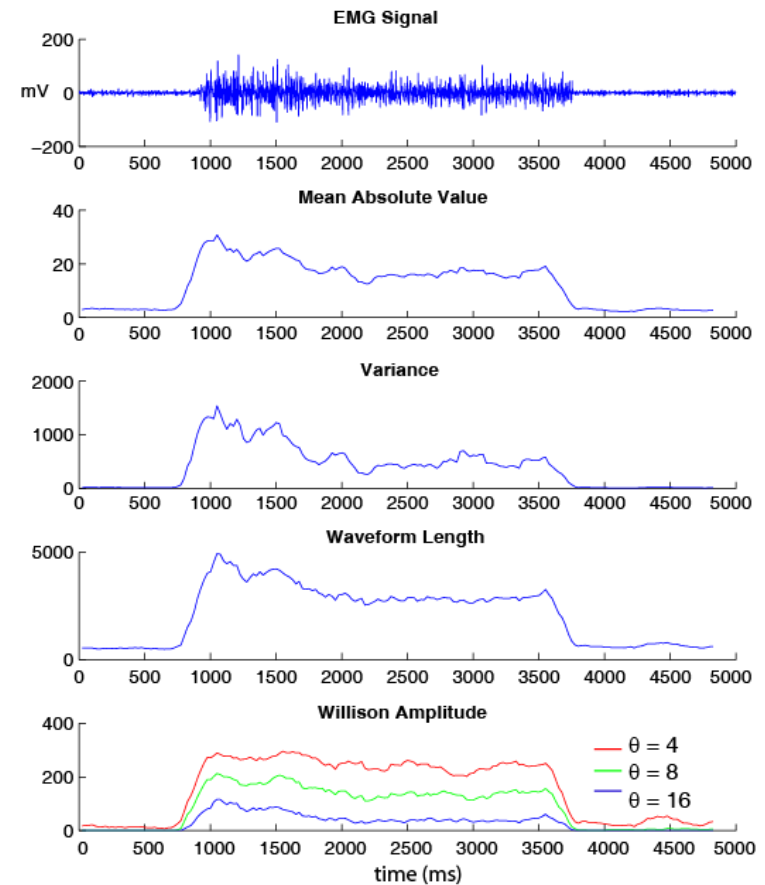 EMG Signal
200
mV 0
−200
0 500 1000 1500 2000 2500 3000 3500 4000 4500 5000
Mean Absolute Value
40
20
0
0 500 1000 1500 2000 2500 3000 3500 4000 4500 5000
Variance
2000
1000
0
0 500 1000 1500 2000 2500 3000 3500 4000 4500 5000
Waveform Length
5000
0
0 500 1000 1500 2000 2500 3000 3500 4000 4500 5000
Willison Amplitude
400
θ = 4
200 θ = 8
θ = 16
0
0 500 1000 1500 2000 2500 3000 3500 4000 4500 5000
time (ms)